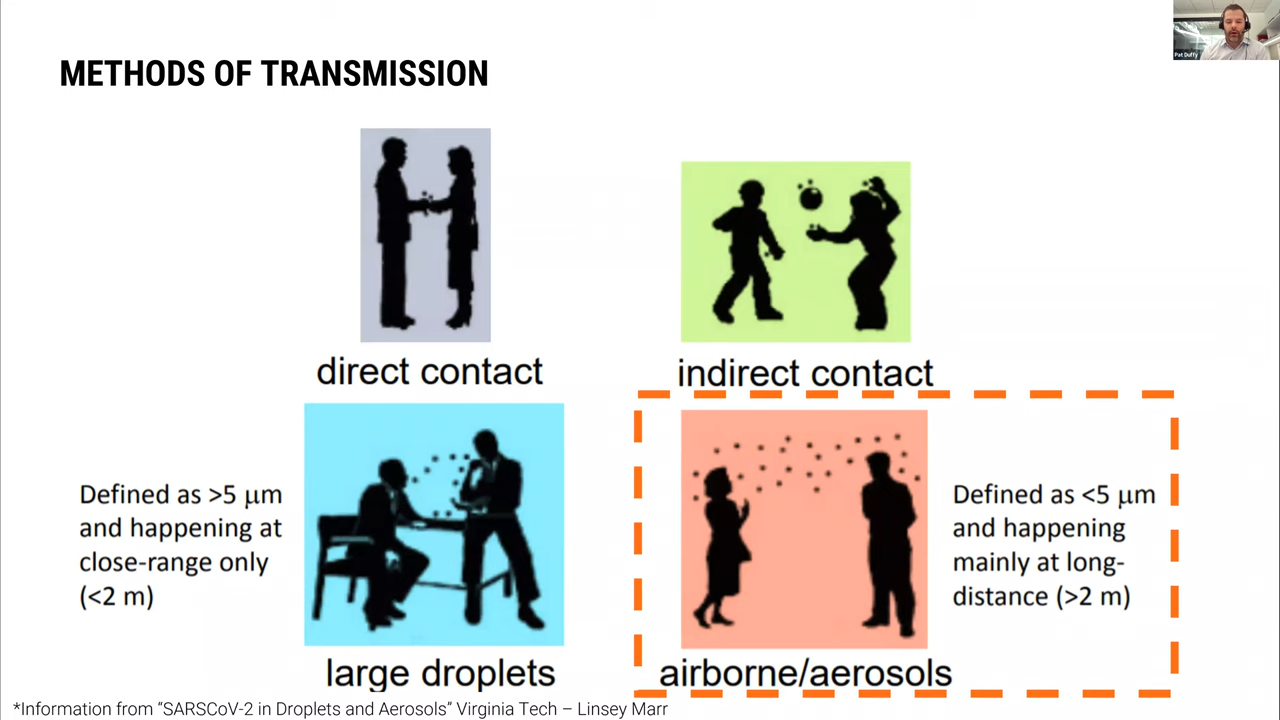 Pat Duffy
METHODS OF TRANSMISSION
direct contact
indirect contact
Defined as >5 μm
and happening at
close-range only
(<2 m)
large droplets
Defined as <5 μm
and happening
mainly at long-
distance (>2 m)
airborne/aerosols
*Information from “SARSCoV-2 in Droplets and Aerosols” Virginia Tech – Linsey Marr